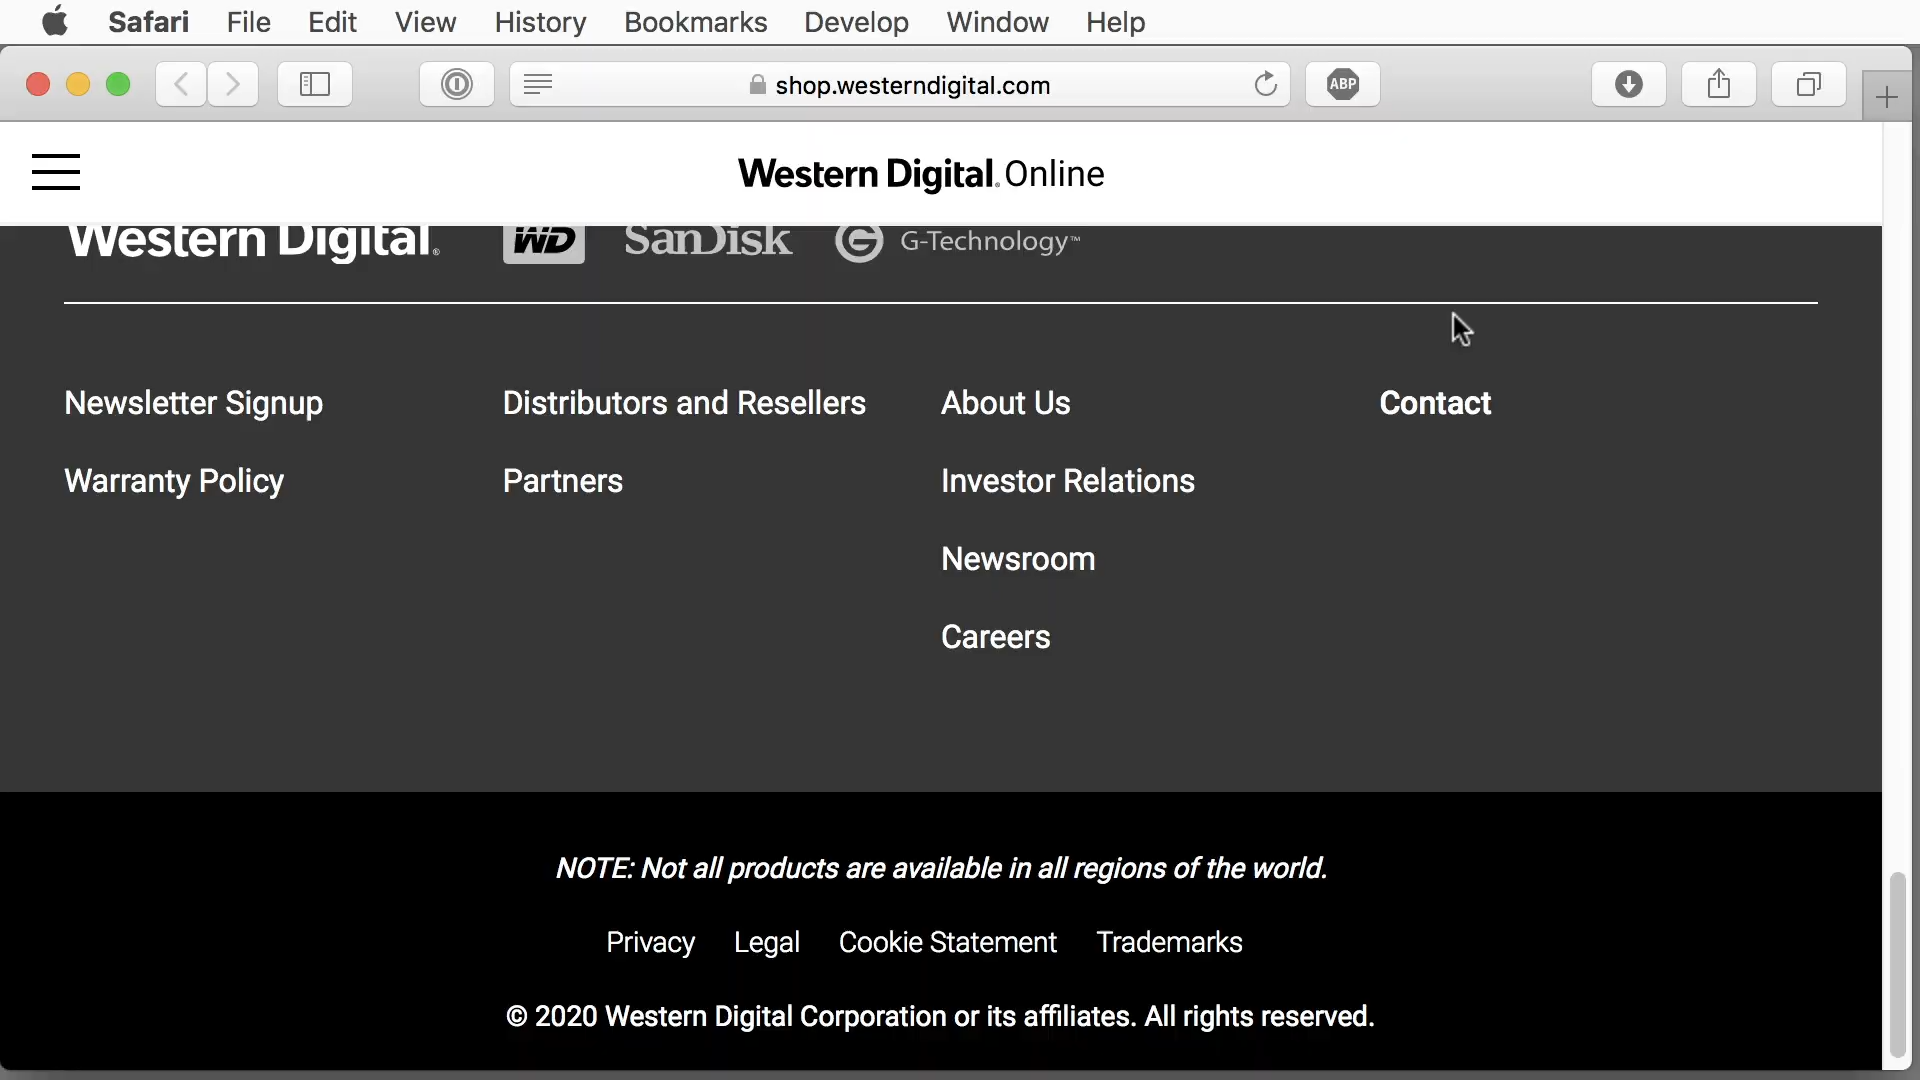 Safari File Edit View History Bookmarks Develop Window Help
shop.westerndigital.com
ABP
Western Digital. Online
Western Digital. WD SanDisk G-Technology™
Newsletter Signup Distributors and Resellers About Us Contact
Warranty Policy Partners Investor Relations
Newsroom
Careers
NOTE: Not all products are available in all regions of the world.
Privacy Legal Cookie Statement Trademarks
© 2020 Western Digital Corporation or its affiliates. All rights reserved.